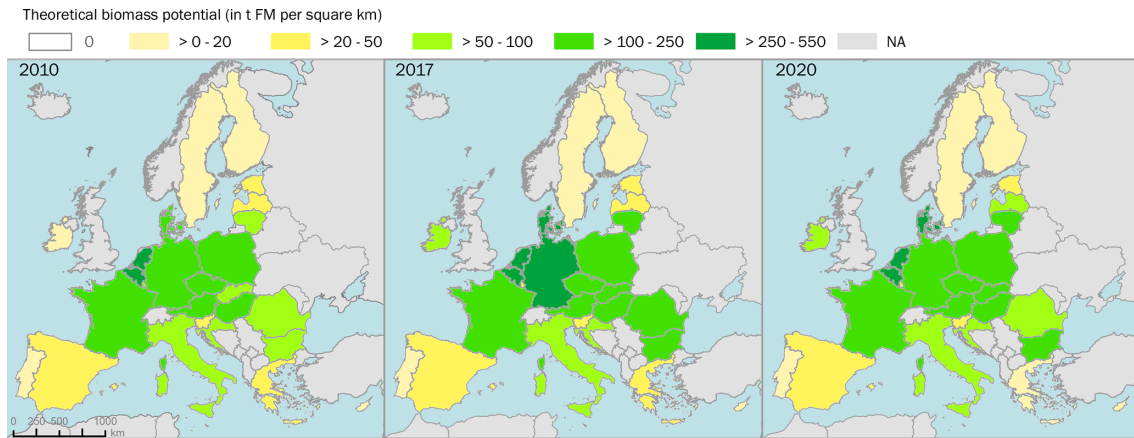 Theoretical biomass potential (in t FM per square km)
0 > 0 - 20 > 20 - 50 > 50 - 100 > 100 - 250 > 250 - 550 NA
2010 2017 2020
0 250 500 1000
km